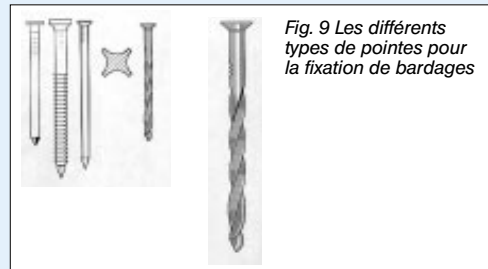 Fig. 9 Les différents
types de pointes pour
la fixation de bardages